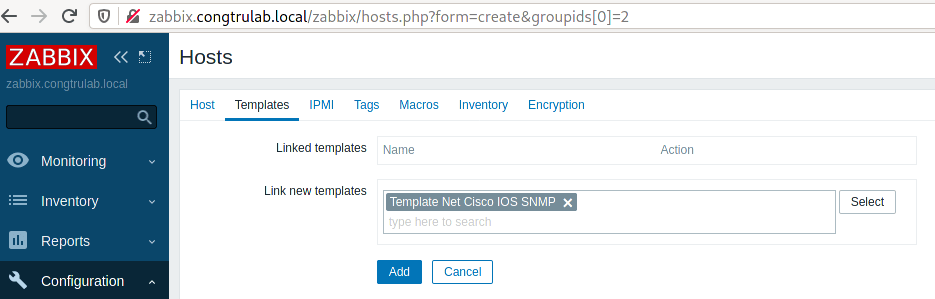 zabbix.congtrulab.local/zabbix/hosts.php?form=create&groupids[0]=2
ZABBIX
zabbix.congtrulab.local
Monitoring
Inventory
Reports
Configuration
Hosts
Host Templates IPMI Tags Macros Inventory Encryption
Linked templates Name Action
Link new templates Template Net Cisco IOS SNMP Select
type here to search
Add Cancel